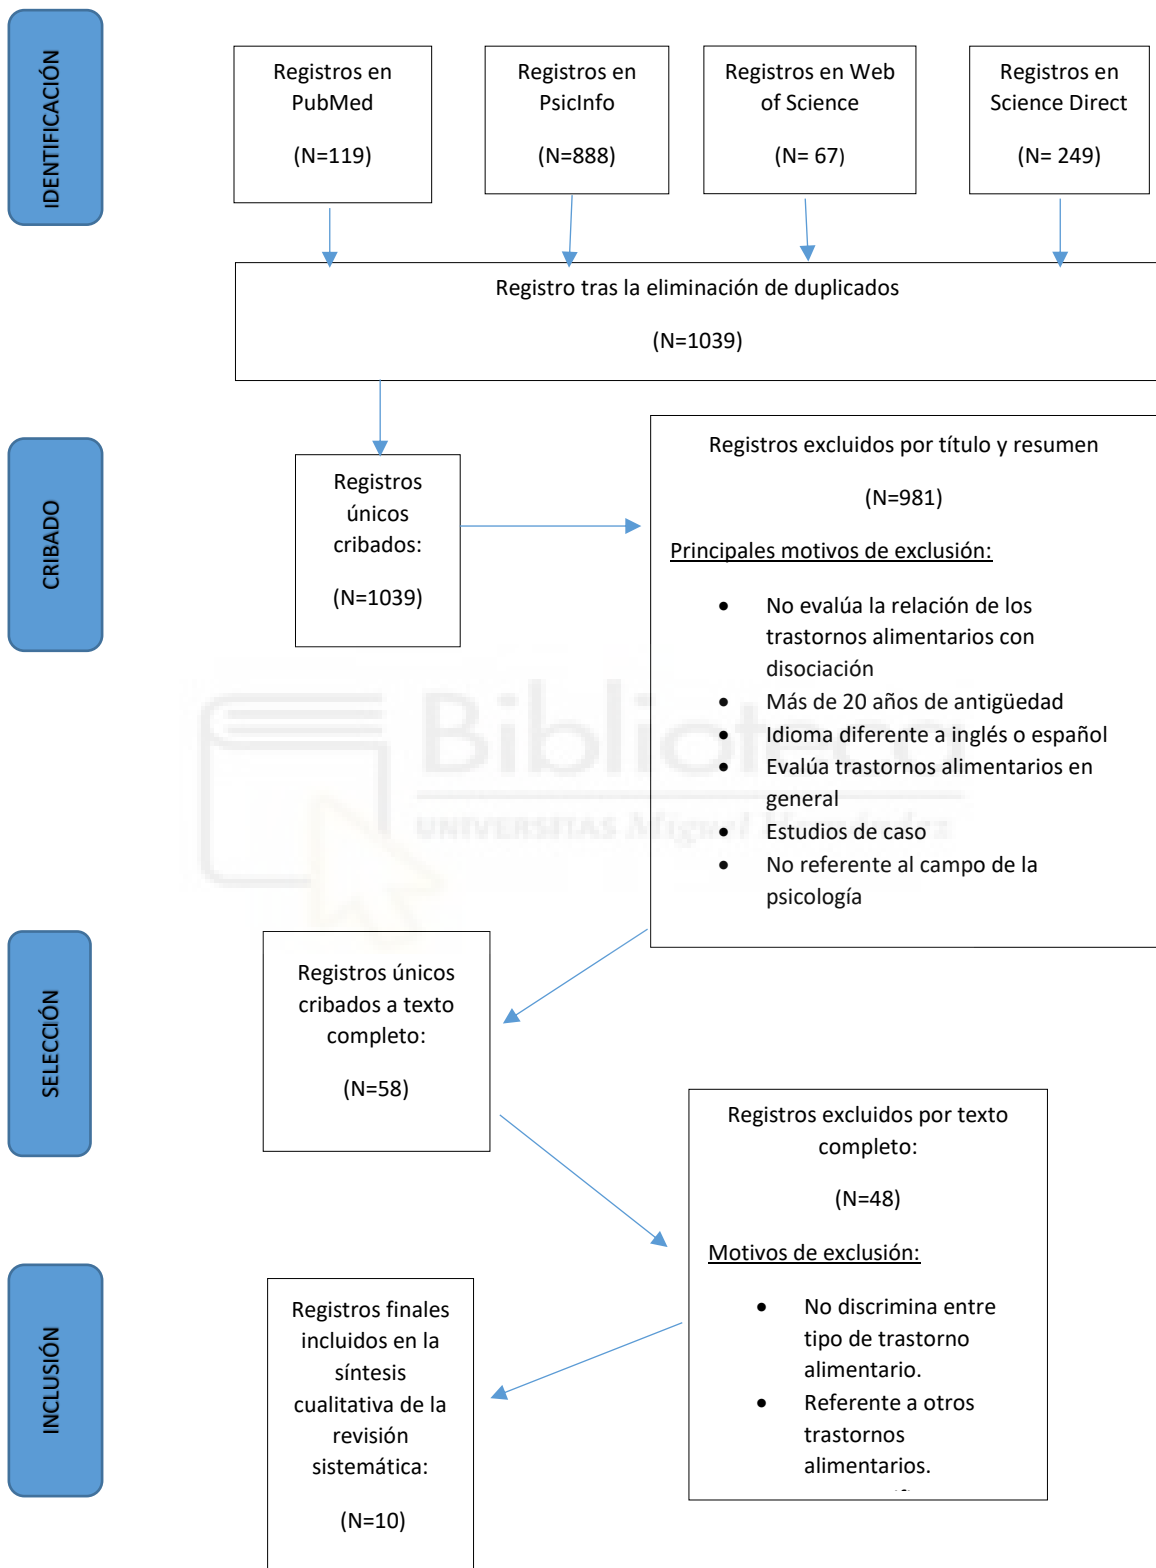 IDENTIFICACIÓN
Registros en
PubMed
(N=119)
Registros en
PsicInfo
(N=888)
Registros en Web
of Science
(N= 67)
Registros en
Science Direct
(N= 249)
Registro tras la eliminación de duplicados
(N=1039)
CRIBADO
Registros
únicos
cribados:
(N=1039)
Registros excluidos por título y resumen
(N=981)
Principales motivos de exclusión:
• No evalúa la relación de los
trastornos alimentarios con
disociación
• Más de 20 años de antigüedad
• Idioma diferente a inglés o español
• Evalúa trastornos alimentarios en
general
• Estudios de caso
• No referente al campo de la
psicología
Biblioteca
UNIVERSITAS Miguel Hernández
SELECCIÓN
Registros únicos
cribados a texto
completo:
(N=58)
Registros excluidos por texto
completo:
(N=48)
Motivos de exclusión:
• No discrimina entre
tipo de trastorno
alimentario.
• Referente a otros
trastornos
alimentarios.
INCLUSIÓN
Registros finales
incluidos en la
síntesis
cualitativa de la
revisión
sistemática:
(N=10)